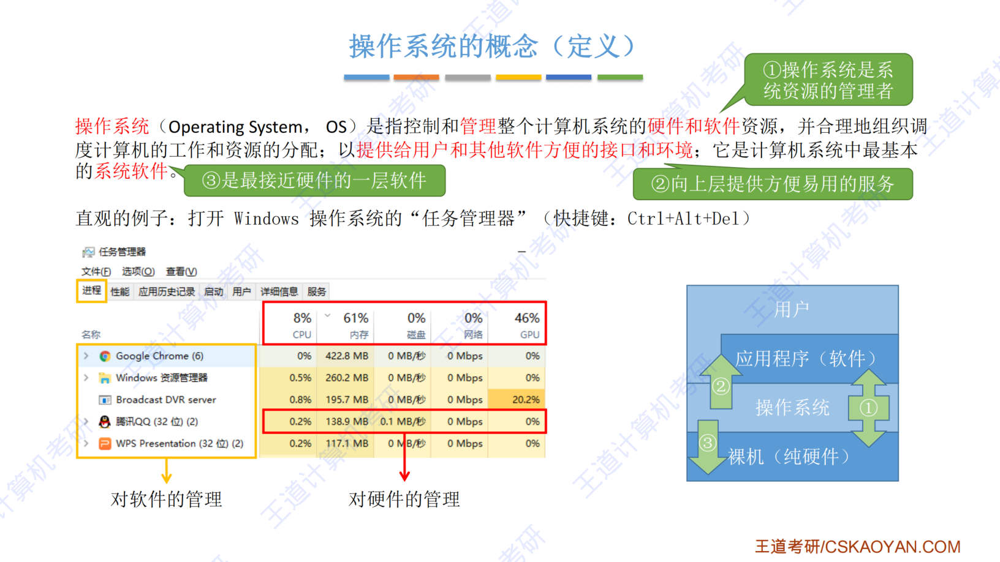 操作系统的概念（定义）
①操作系统是系
统资源的管理者
操作系统（Operating System， OS）是指控制和管理整个计算机系统的硬件和软件资源，并合理地组织调
度计算机的工作和资源的分配；以提供给用户和其他软件方便的接口和环境；它是计算机系统中最基本
的系统软件。
③是最接近硬件的一层软件
②向上层提供方便易用的服务
直观的例子：打开 Windows 操作系统的“任务管理器”（快捷键：Ctrl+Alt+Del）
任务管理器
文件(F) 选项(O) 查看(V)
进程 性能 应用历史记录 启动 用户 详细信息 服务
8% 61% 0% 0% 46%
名称 CPU 内存 磁盘 网络 GPU
Google Chrome (6) 0% 422.8 MB 0 MB/秒 0 Mbps 0%
Windows 资源管理器 0.5% 260.2 MB 0 MB/秒 0 Mbps 0%
Broadcast DVR server 0.8% 195.7 MB 0 MB/秒 0 Mbps 20.2%
腾讯QQ (32 位) (2) 0.2% 138.9 MB 0.1 MB/秒 0 Mbps 0%
WPS Presentation (32 位) (2) 0.2% 117.1 MB 0 MB/秒 0 Mbps 0%
对软件的管理
对硬件的管理
用户
应用程序（软件）
②
操作系统
①
③
裸机（纯硬件）
王道考研/CSKAOYAN.COM
王道计算机考研